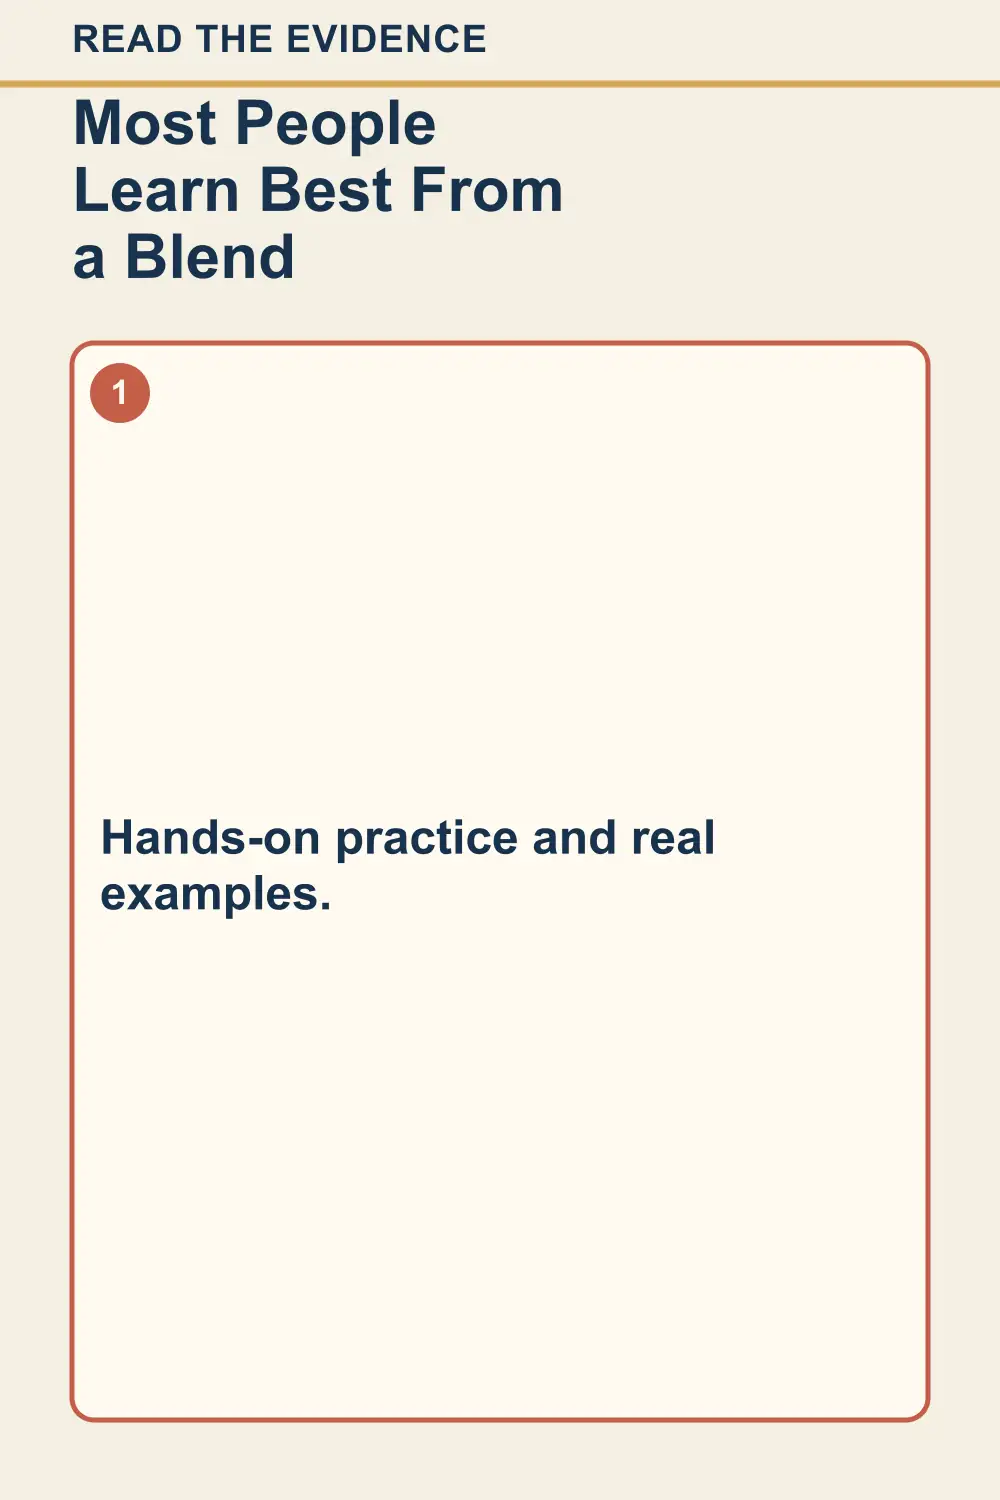 READ THE EVIDENCE
Most People
Learn Best From
a Blend
1
Hands-on practice and real
examples.